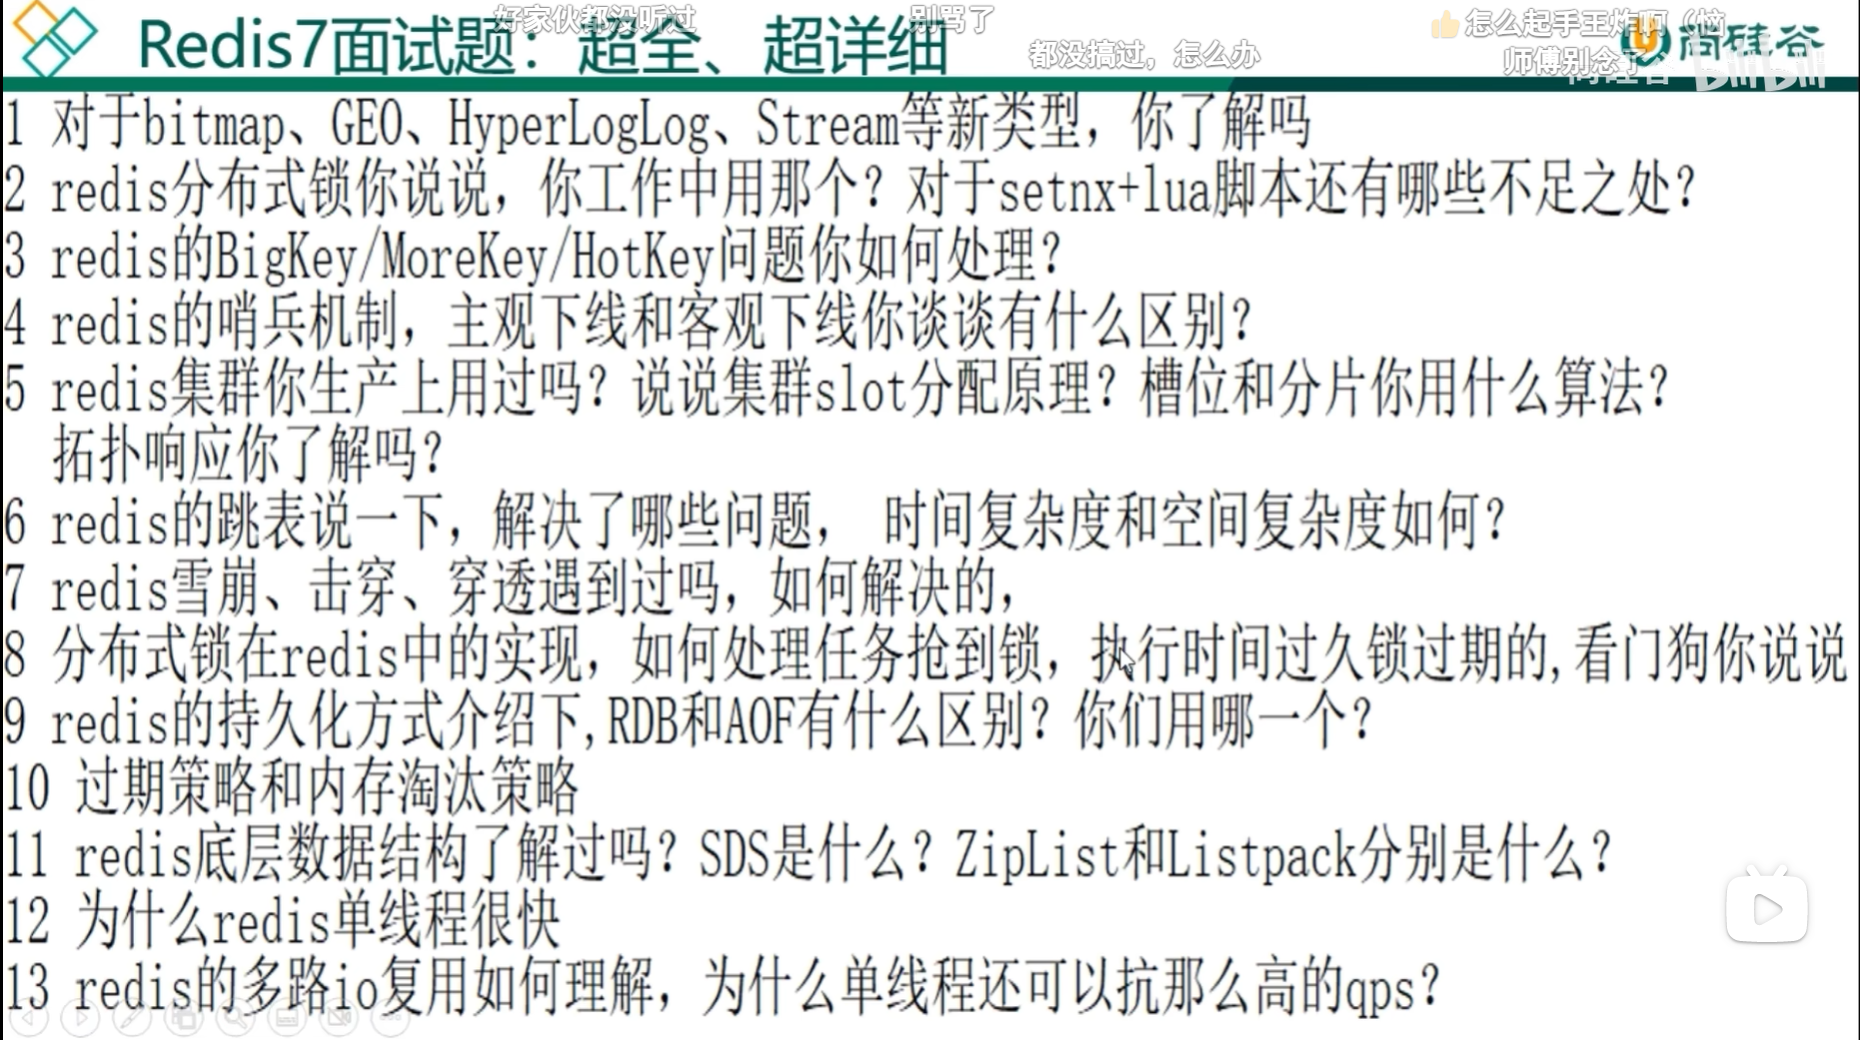 Redis7面试题：超全、超详细
好家伙都没听过
别骂了
都没搞过，怎么办
怎么起手王炸啊（恼
师傅别念了
尚硅谷
尚硅谷 bilibili
1 对于bitmap、GEO、HyperLogLog、Stream等新类型，你了解吗
2 redis分布式锁你说说，你工作中用那个？对于setnx+lua脚本还有哪些不足之处？
3 redis的BigKey/MoreKey/HotKey问题你如何处理？
4 redis的哨兵机制，主观下线和客观下线你谈谈有什么区别？
5 redis集群你生产上用过吗？说说集群slot分配原理？槽位和分片你用什么算法？
拓扑响应你了解吗？
6 redis的跳表说一下，解决了哪些问题， 时间复杂度和空间复杂度如何？
7 redis雪崩、击穿、穿透遇到过吗，如何解决的，
8 分布式锁在redis中的实现，如何处理任务抢到锁，执行时间过久锁过期的,看门狗你说说
9 redis的持久化方式介绍下,RDB和AOF有什么区别？你们用哪一个？
10 过期策略和内存淘汰策略
11 redis底层数据结构了解过吗？SDS是什么？ZipList和Listpack分别是什么？
12 为什么redis单线程很快
13 redis的多路io复用如何理解，为什么单线程还可以抗那么高的qps？